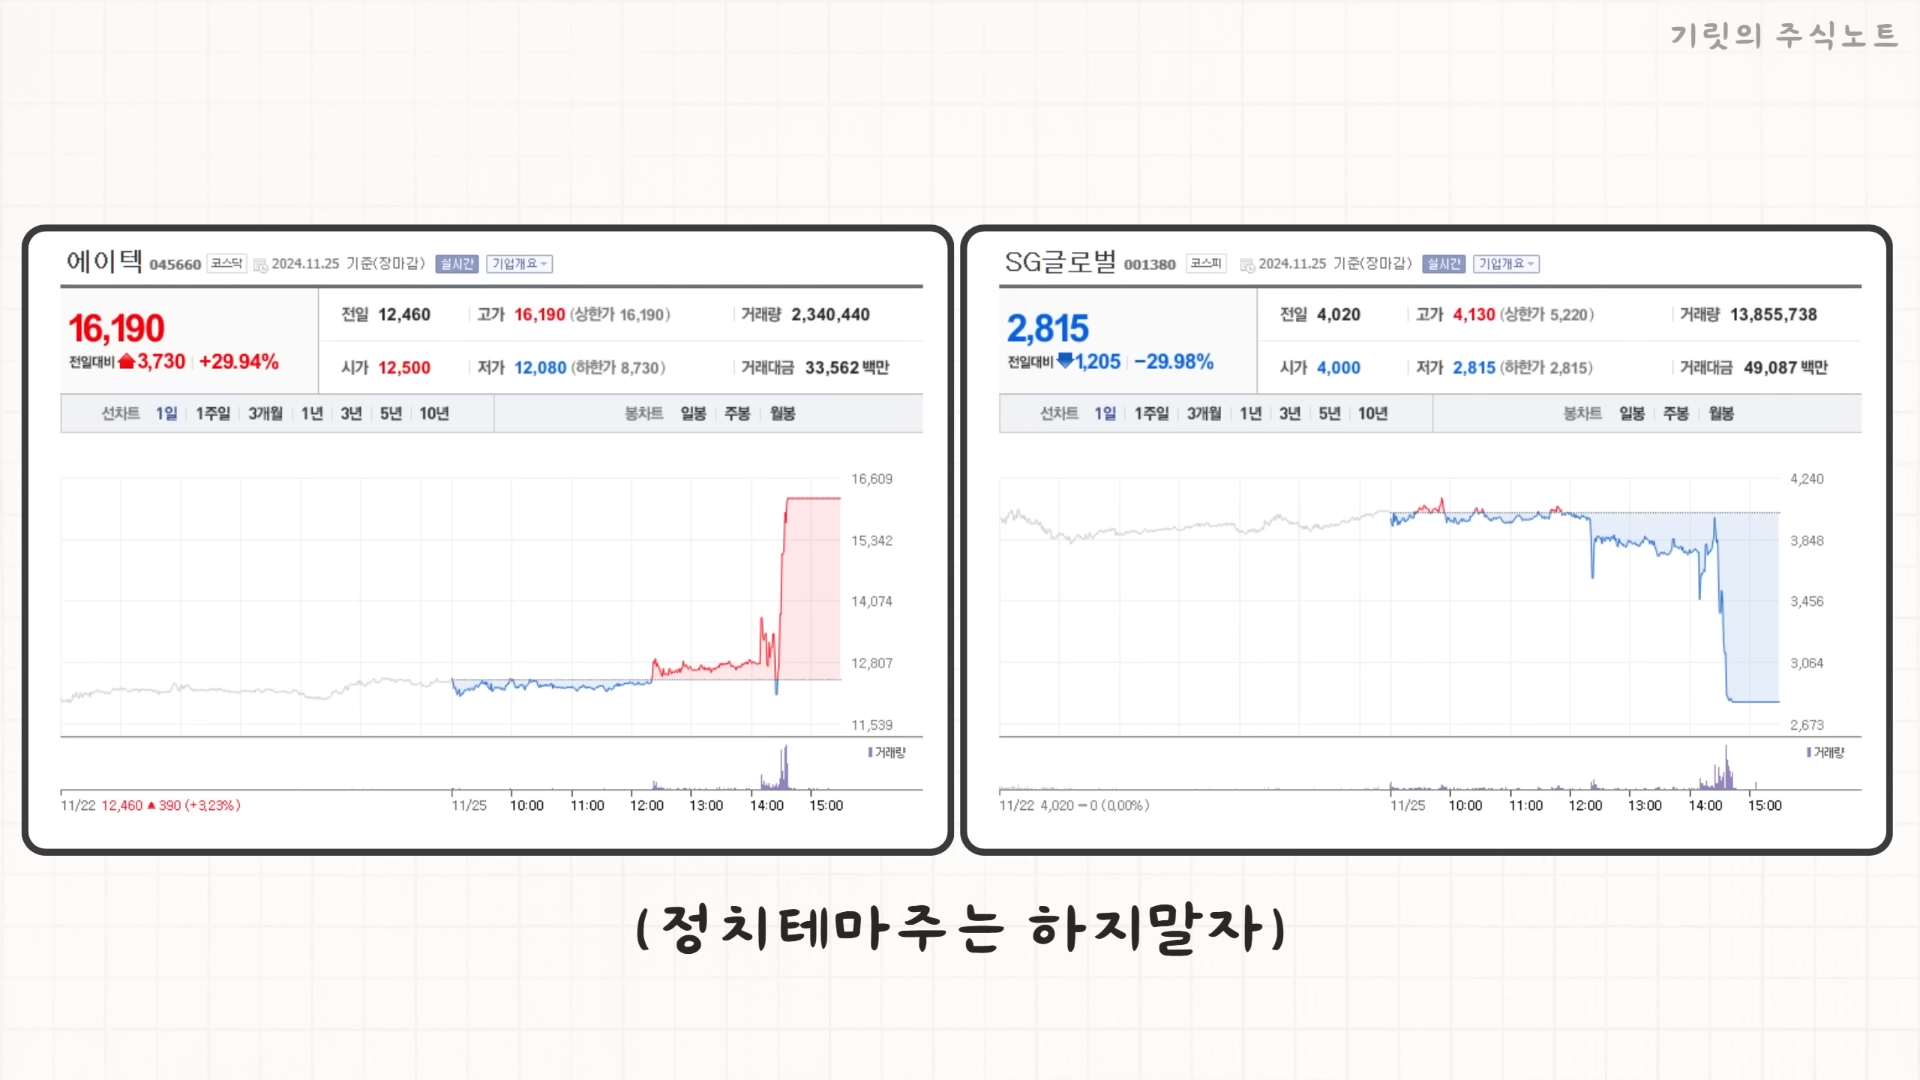 기릿의 주식노트
에이텍 045660 코스닥 2024.11.25 기준(장마감) 실시간 기업개요
16,190
전일대비 3,730 +29.94%
전일 12,460 고가 16,190 (상한가 16,190) 거래량 2,340,440
시가 12,500 저가 12,080 (하한가 8,730) 거래대금 33,562 백만
선차트 1일 1주일 3개월 1년 3년 5년 10년 봉차트 일봉 주봉 월봉
16,609
15,342
14,074
12,807
11,539
거래량
11/22 12,460 ▲ 390 (+3,23%) 11/25 10:00 11:00 12:00 13:00 14:00 15:00
SG글로벌 001380 코스피 2024.11.25 기준(장마감) 실시간 기업개요
2,815
전일대비 1,205 -29.98%
전일 4,020 고가 4,130 (상한가 5,220) 거래량 13,855,738
시가 4,000 저가 2,815 (하한가 2,815) 거래대금 49,087 백만
선차트 1일 1주일 3개월 1년 3년 5년 10년 봉차트 일봉 주봉 월봉
4,240
3,848
3,456
3,064
2,673
거래량
11/22 4,020 - 0 (0,00%) 11/25 10:00 11:00 12:00 13:00 14:00 15:00
(정치테마주는 하지말자)